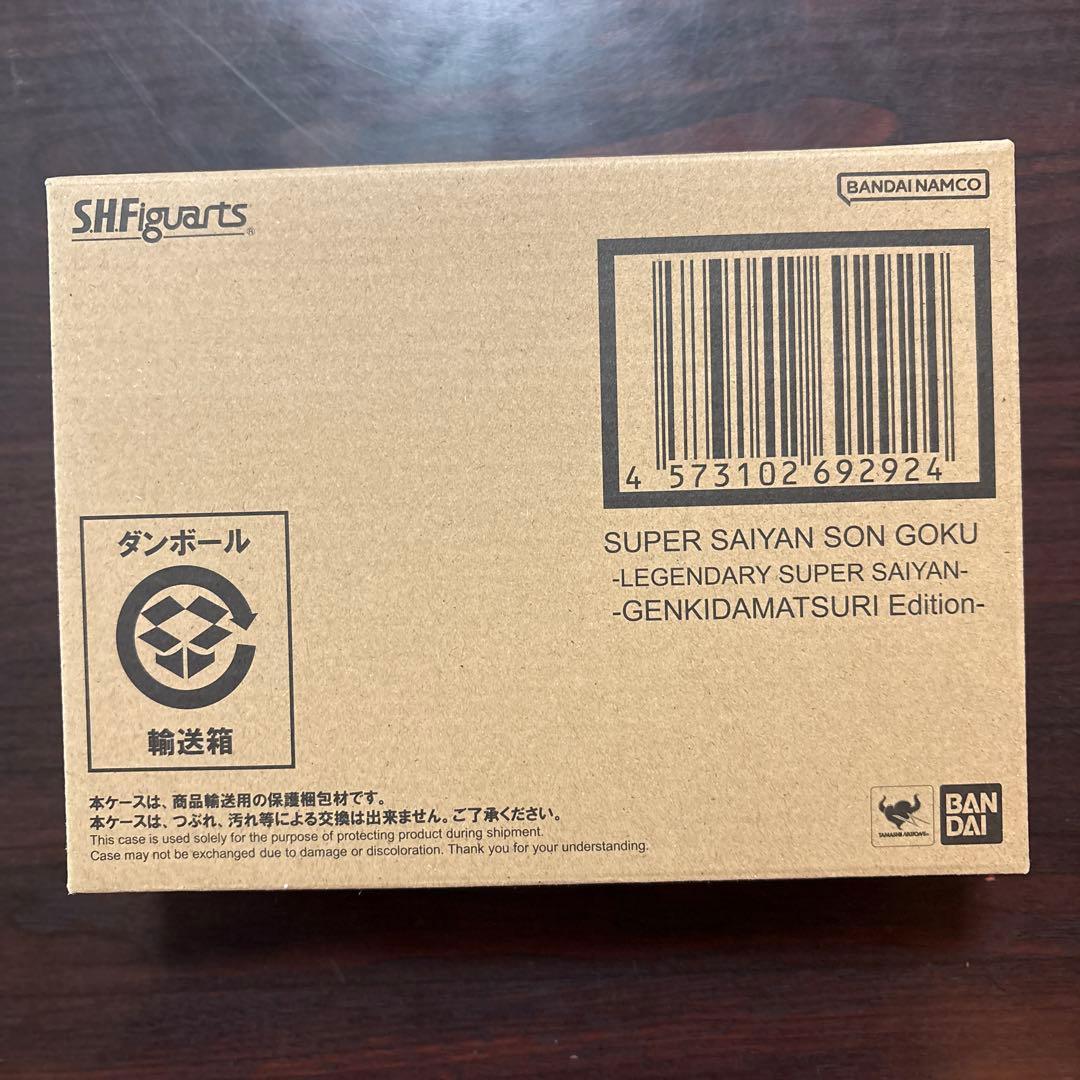 S.H.Figuarts®
BANDAI NAMCO
4 573102 692924
SUPER SAIYAN SON GOKU
-LEGENDARY SUPER SAIYAN-
-GENKIDAMATSURI Edition-
ダンボール
輸送箱
本ケースは、商品輸送用の保護梱包材です。
本ケースは、つぶれ、汚れ等による交換は出来ません。ご了承ください。
This case is used solely for the purpose of protecting product during shipment.
Case may not be exchanged due to damage or discoloration. Thank you for your understanding.
TAMASHII NATIONS
BAN
DAI